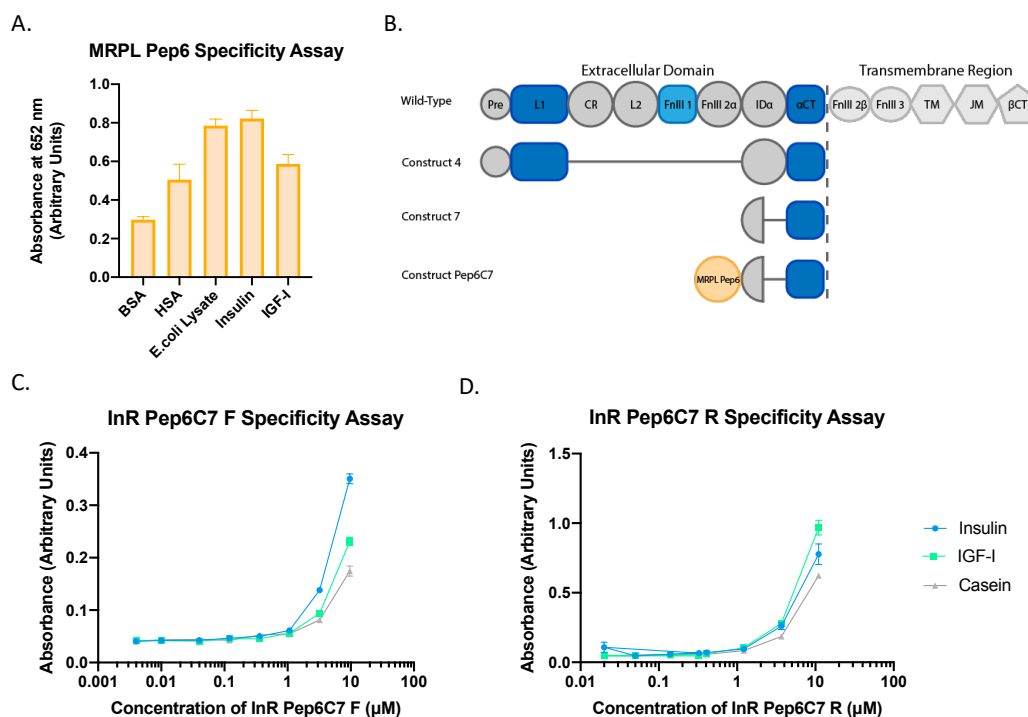 A.
MRPL Pep6 Specificity Assay
Absorbance at 652 nm
(Arbitrary Units)
1.0
0.8
0.6
0.4
0.2
0.0
BSA
HSA
E.coli Lysate
Insulin
IGF-I
B.
Extracellular Domain
Transmembrane Region
Wild-Type
Pre
L1
CR
L2
FnIII 1
FnIII 2α
IDα
αCT
FnIII 2β
FnIII 3
TM
JM
βCT
Construct 4
Construct 7
Construct Pep6C7
MRPL Pep6
C.
InR Pep6C7 F Specificity Assay
Absorbance (Arbitrary Units)
0.4
0.3
0.2
0.1
0.0
0.001
0.01
0.1
1
10
100
Concentration of InR Pep6C7 F (µM)
D.
InR Pep6C7 R Specificity Assay
Absorbance (Arbitrary Units)
1.5
1.0
0.5
0.0
0.01
0.1
1
10
100
Concentration of InR Pep6C7 R (µM)
Insulin
IGF-I
Casein